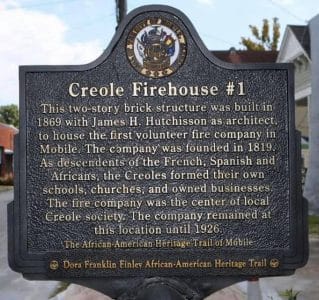 Creole Firehouse #1
This two-story brick structure was built in
1869 with James H. Hutchisson as architect,
to house the first volunteer fire company in
Mobile. The company was founded in 1819.
As descendents of the French, Spanish and
Africans, the Creoles formed their own
schools, churches, and owned businesses.
The fire company was the center of local
Creole society. The company remained at
this location until 1926.
The African-American Heritage Trail of Mobile
Dora Franklin Finley African-American Heritage Trail